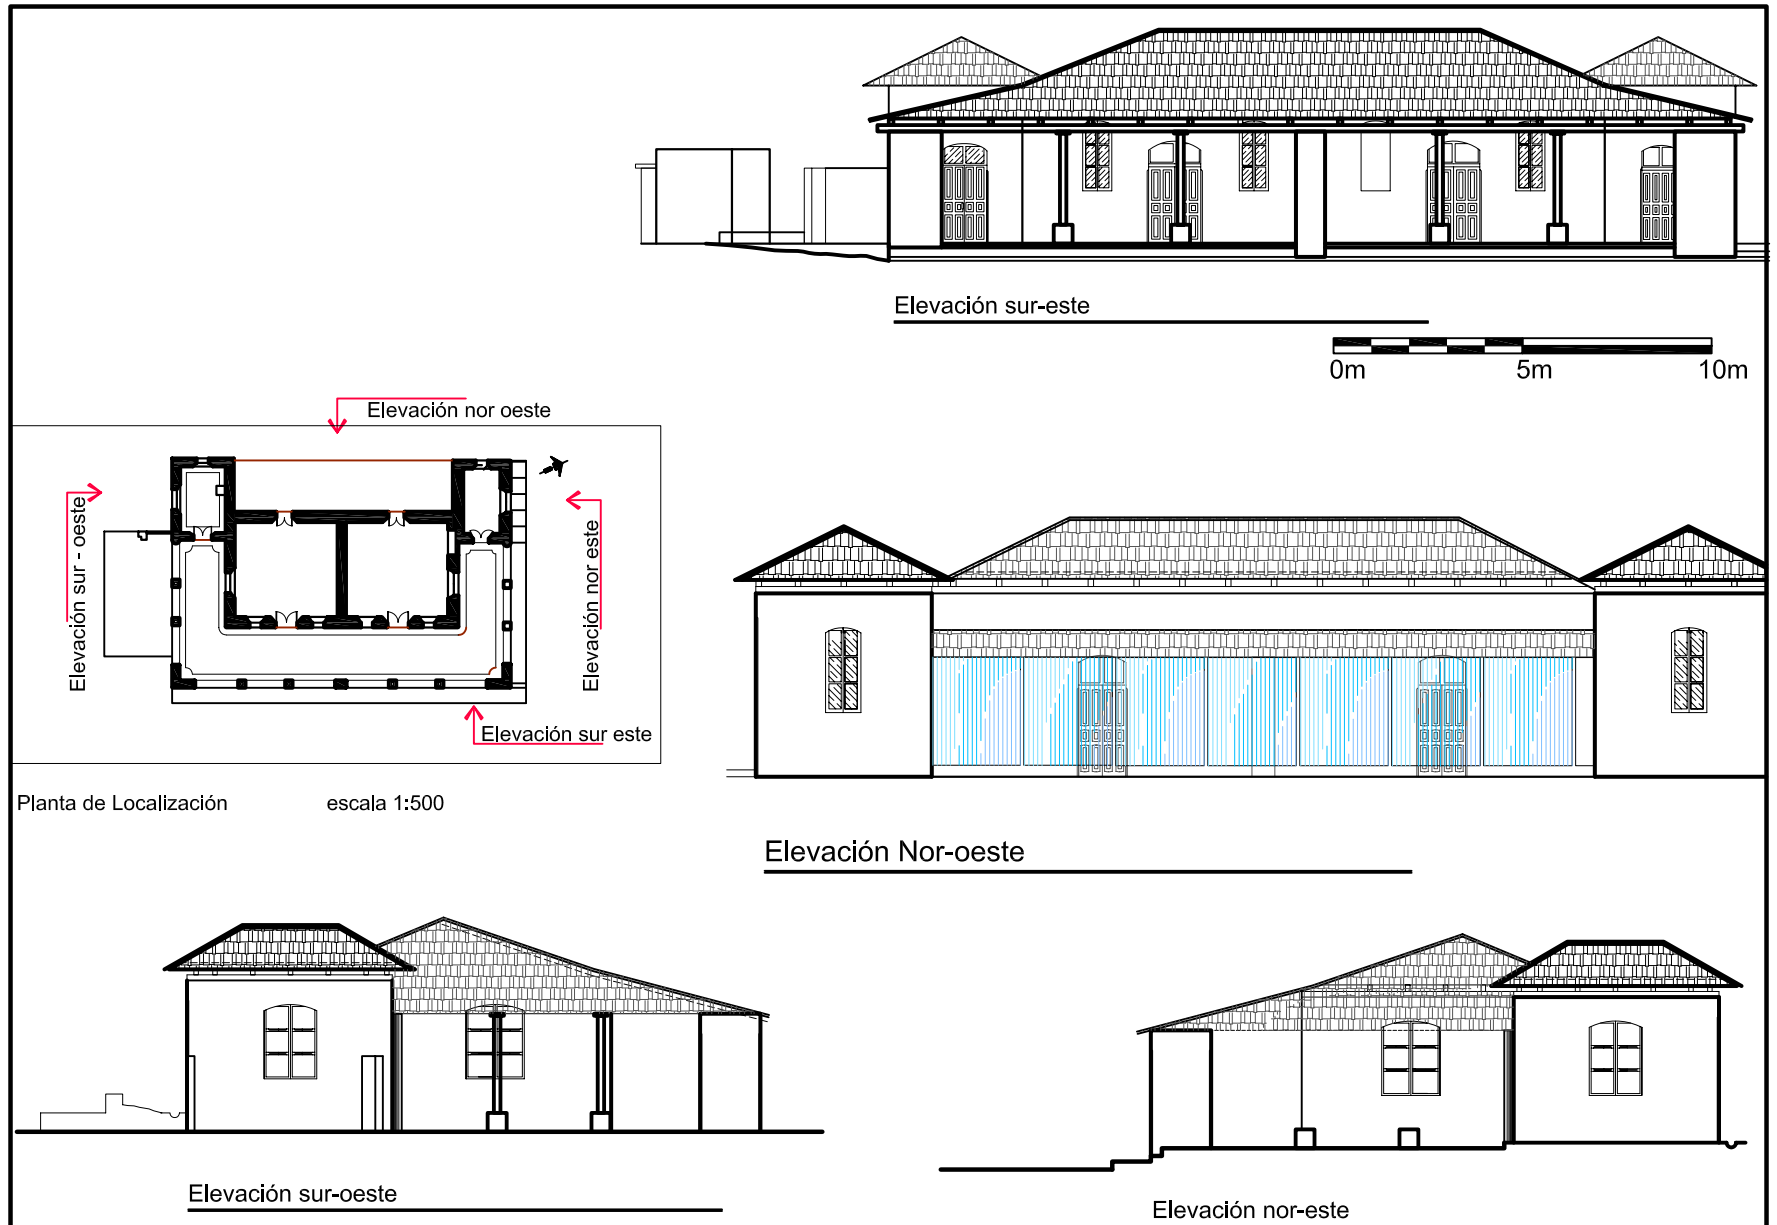 Elevación sur-este
0m 5m 10m
Elevación nor oeste
Elevación sur - oeste
Elevación nor este
Elevación sur este
Planta de Localización escala 1:500
Elevación Nor-oeste
Elevación sur-oeste
Elevación nor-este